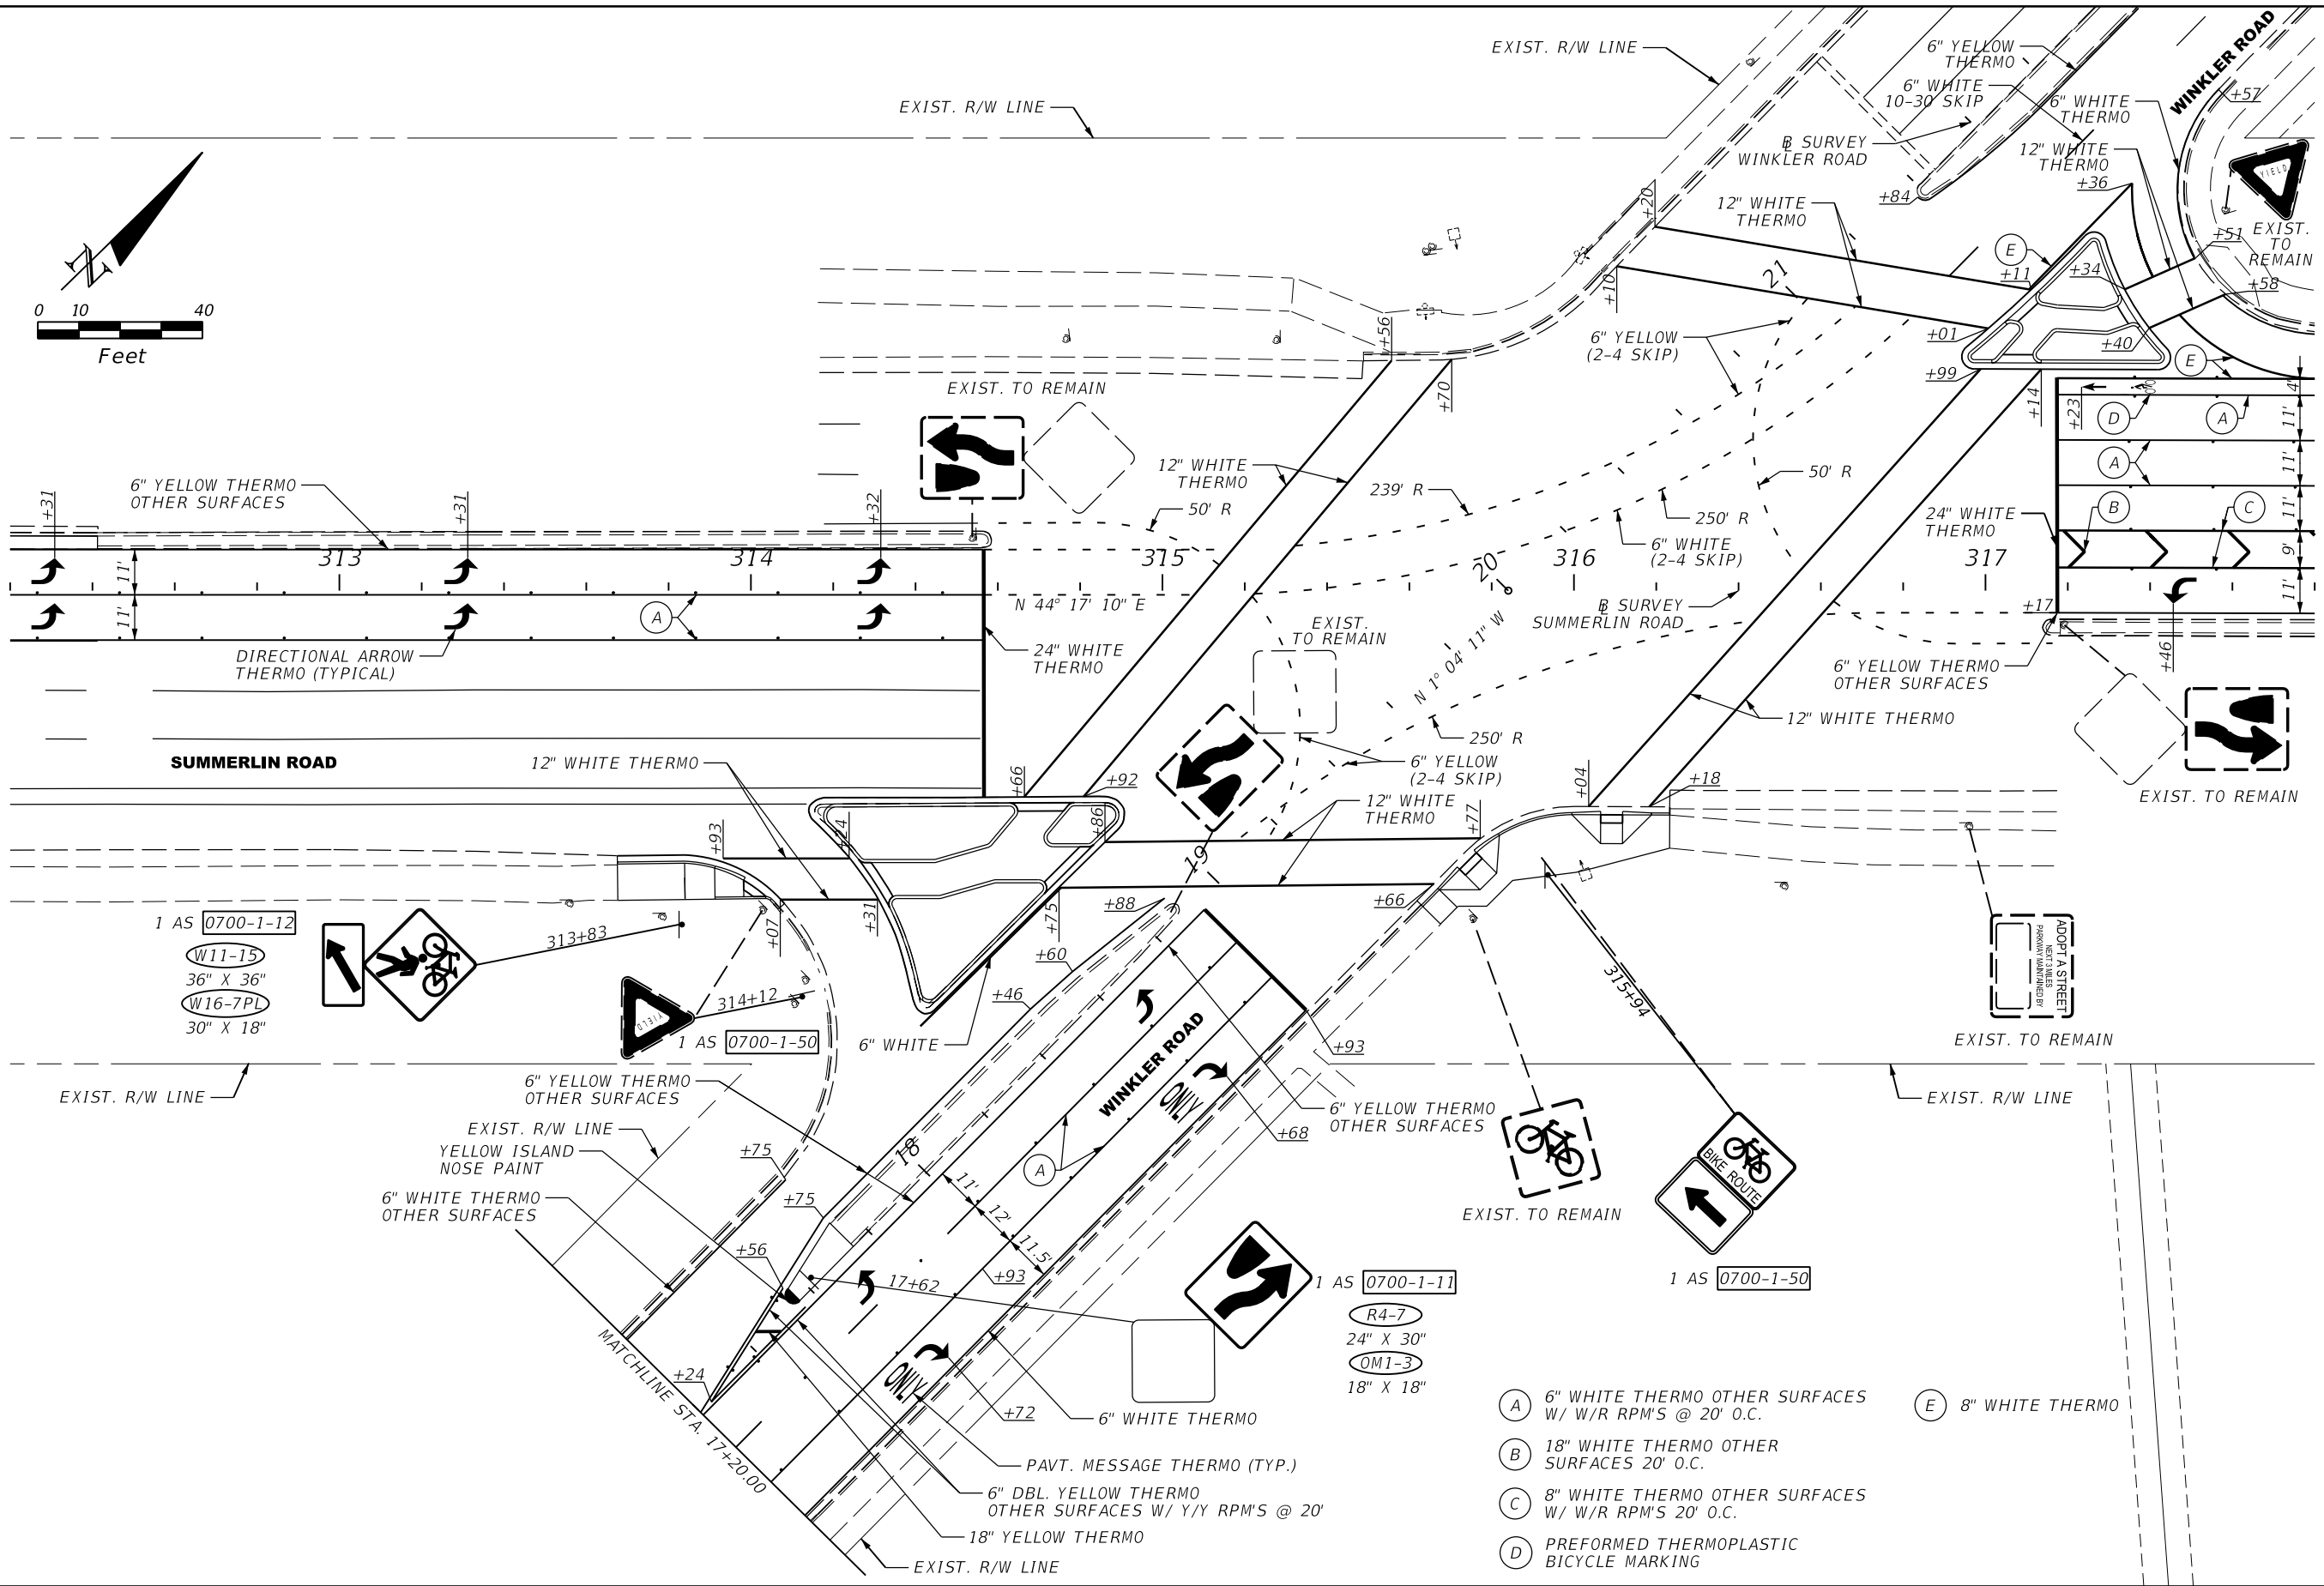 EXIST. R/W LINE
EXIST. R/W LINE
6" YELLOW
THERMO
6" WHITE
10-30 SKIP
6" WHITE
THERMO
WINKLER ROAD
+57
B SURVEY
WINKLER ROAD
12" WHITE
THERMO
+36
+84
YIELD
+20
12" WHITE
THERMO
E
+51
EXIST.
TO
REMAIN
N
0 10 40
Feet
+10
21
+11
+34
+58
+56
6" YELLOW
(2-4 SKIP)
+01
+40
E
+99
EXIST. TO REMAIN
+70
+14
+23
4'
D
A
11'
12" WHITE
THERMO
A
11'
50' R
239' R
50' R
250' R
6" WHITE
(2-4 SKIP)
24" WHITE
THERMO
B
C
11'
9'
11'
+31
6" YELLOW THERMO
OTHER SURFACES
+31
+32
313
314
315
316
317
11'
11'
A
20
N 44° 17' 10" E
B SURVEY
SUMMERLIN ROAD
+17
EXIST.
TO REMAIN
N 1° 04' 11" W
DIRECTIONAL ARROW
THERMO (TYPICAL)
24" WHITE
THERMO
6" YELLOW THERMO
OTHER SURFACES
+46
12" WHITE THERMO
250' R
SUMMERLIN ROAD
12" WHITE THERMO
6" YELLOW
(2-4 SKIP)
+66
+92
+04
+18
EXIST. TO REMAIN
12" WHITE
THERMO
+93
+24
+86
+77
19
1 AS 0700-1-12
W11-15
36" X 36"
W16-7PL
30" X 18"
313+83
+07
+31
+75
+88
+66
+60
+46
314+12
YIELD
1 AS 0700-1-50
6" WHITE
315+94
ADOPT A STREET
NEXT 3 MILES
PARKWAY MAINTAINED BY
EXIST. TO REMAIN
+93
WINKLER ROAD
ONLY
EXIST. R/W LINE
6" YELLOW THERMO
OTHER SURFACES
EXIST. R/W LINE
YELLOW ISLAND
NOSE PAINT
6" WHITE THERMO
OTHER SURFACES
+75
+75
18
A
6" YELLOW THERMO
OTHER SURFACES
+68
EXIST. R/W LINE
BIKE ROUTE
EXIST. TO REMAIN
11'
12'
11.5'
+56
17+62
+93
1 AS 0700-1-11
R4-7
24" X 30"
OM1-3
18" X 18"
1 AS 0700-1-50
MATCHLINE STA. 17+20.00
+24
ONLY
+72
6" WHITE THERMO
PAVT. MESSAGE THERMO (TYP.)
6" DBL. YELLOW THERMO
OTHER SURFACES W/ Y/Y RPM'S @ 20'
18" YELLOW THERMO
EXIST. R/W LINE
A 6" WHITE THERMO OTHER SURFACES
W/ W/R RPM'S @ 20' O.C.
B 18" WHITE THERMO OTHER
SURFACES 20' O.C.
C 8" WHITE THERMO OTHER SURFACES
W/ W/R RPM'S 20' O.C.
D PREFORMED THERMOPLASTIC
BICYCLE MARKING
E 8" WHITE THERMO